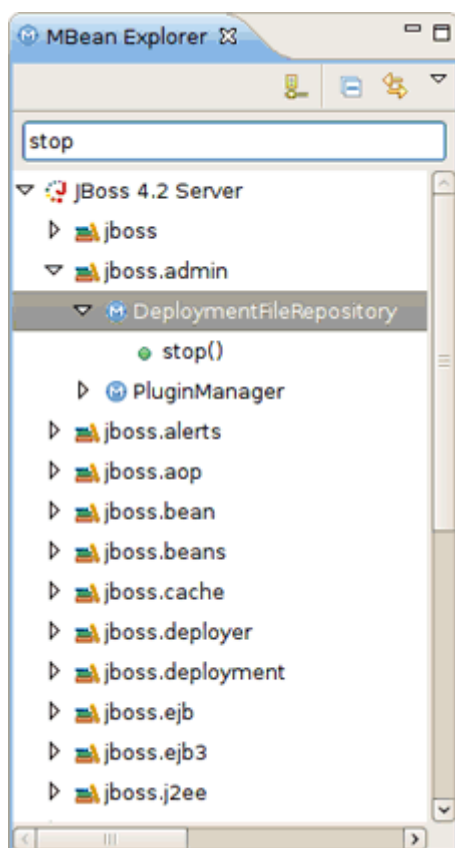 MBean Explorer
stop
JBoss 4.2 Server
jboss
jboss.admin
DeploymentFileRepository
stop()
PluginManager
jboss.alerts
jboss.aop
jboss.bean
jboss.beans
jboss.cache
jboss.deployer
jboss.deployment
jboss.ejb
jboss.ejb3
jboss.j2ee